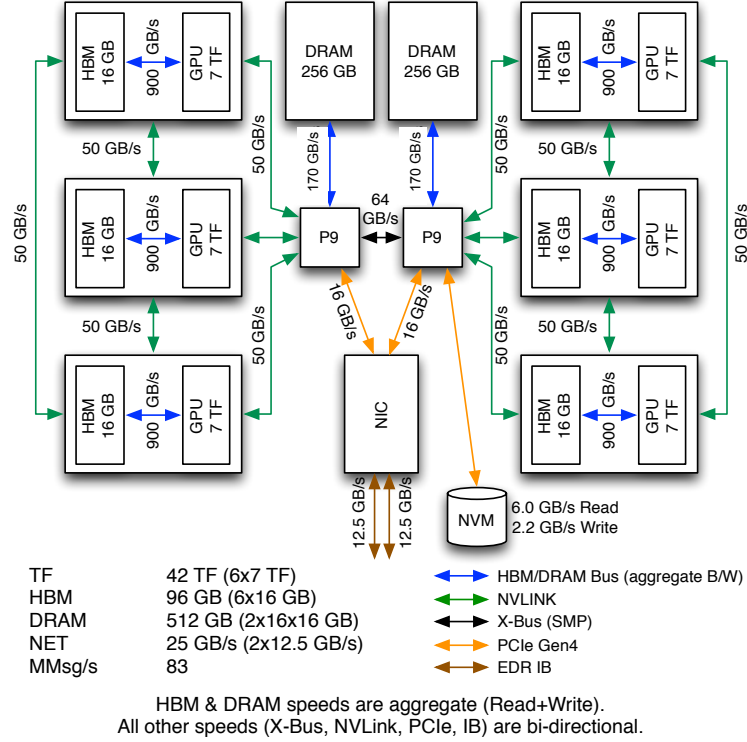 HBM
16 GB
900
GB/s
GPU
7 TF
50 GB/s
HBM
16 GB
900
GB/s
GPU
7 TF
50 GB/s
HBM
16 GB
900
GB/s
GPU
7 TF
50 GB/s
50 GB/s
50 GB/s
DRAM
256 GB
DRAM
256 GB
170 GB/s
170 GB/s
64
GB/s
P9
P9
16 GB/s
16 GB/s
NIC
12.5 GB/s
12.5 GB/s
NVM
6.0 GB/s Read
2.2 GB/s Write
50 GB/s
50 GB/s
HBM
16 GB
900
GB/s
GPU
7 TF
50 GB/s
HBM
16 GB
900
GB/s
GPU
7 TF
50 GB/s
HBM
16 GB
900
GB/s
GPU
7 TF
50 GB/s
TF 42 TF (6x7 TF)
HBM 96 GB (6x16 GB)
DRAM 512 GB (2x16x16 GB)
NET 25 GB/s (2x12.5 GB/s)
MMsg/s 83
HBM/DRAM Bus (aggregate B/W)
NVLINK
X-Bus (SMP)
PCIe Gen4
EDR IB
HBM & DRAM speeds are aggregate (Read+Write).
All other speeds (X-Bus, NVLink, PCIe, IB) are bi-directional.